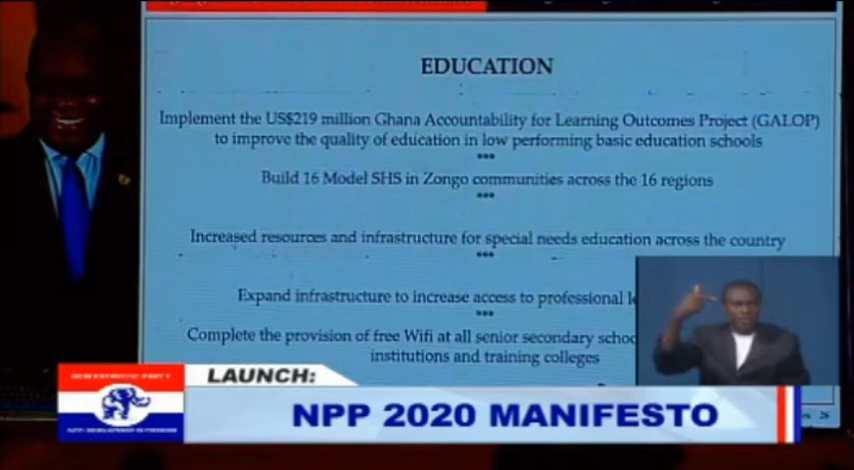 EDUCATION
Implement the US$219 million Ghana Accountability for Learning Outcomes Project (GALOP)
to improve the quality of education in low performing basic education schools
***
Build 16 Model SHS in Zongo communities across the 16 regions
***
Increased resources and infrastructure for special needs education across the country
***
Expand infrastructure to increase access to professional
***
Complete the provision of free Wifi at all senior secondary
institutions and training colleges
LAUNCH:
NPP 2020 MANIFESTO
26